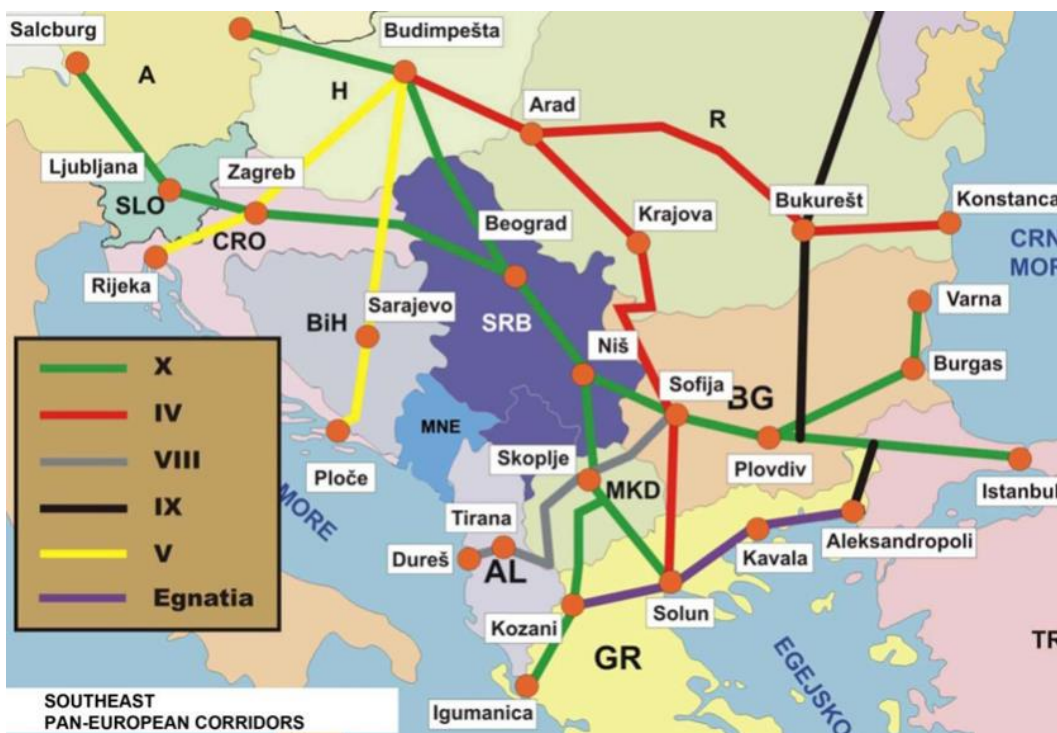 Salcburg
Budimpešta
A
H
Arad
R
Ljubljana
Zagreb
SLO
Beograd
Krajova
Bukurešt
Konstanca
CRO
CRN
MOR
Rijeka
Sarajevo
Varna
BiH
SRB
Niš
Burgas
Sofija
BG
X
IV
VIII
IX
V
Egnatia
MNE
Skoplje
Plovdiv
Ploče
MKD
Istanbul
MORE
Tirana
Dureš
AL
Kavala
Aleksandropoli
Kozani
Solun
GR
TR
EGEJSKO
Igumanica
SOUTHEAST
PAN-EUROPEAN CORRIDORS